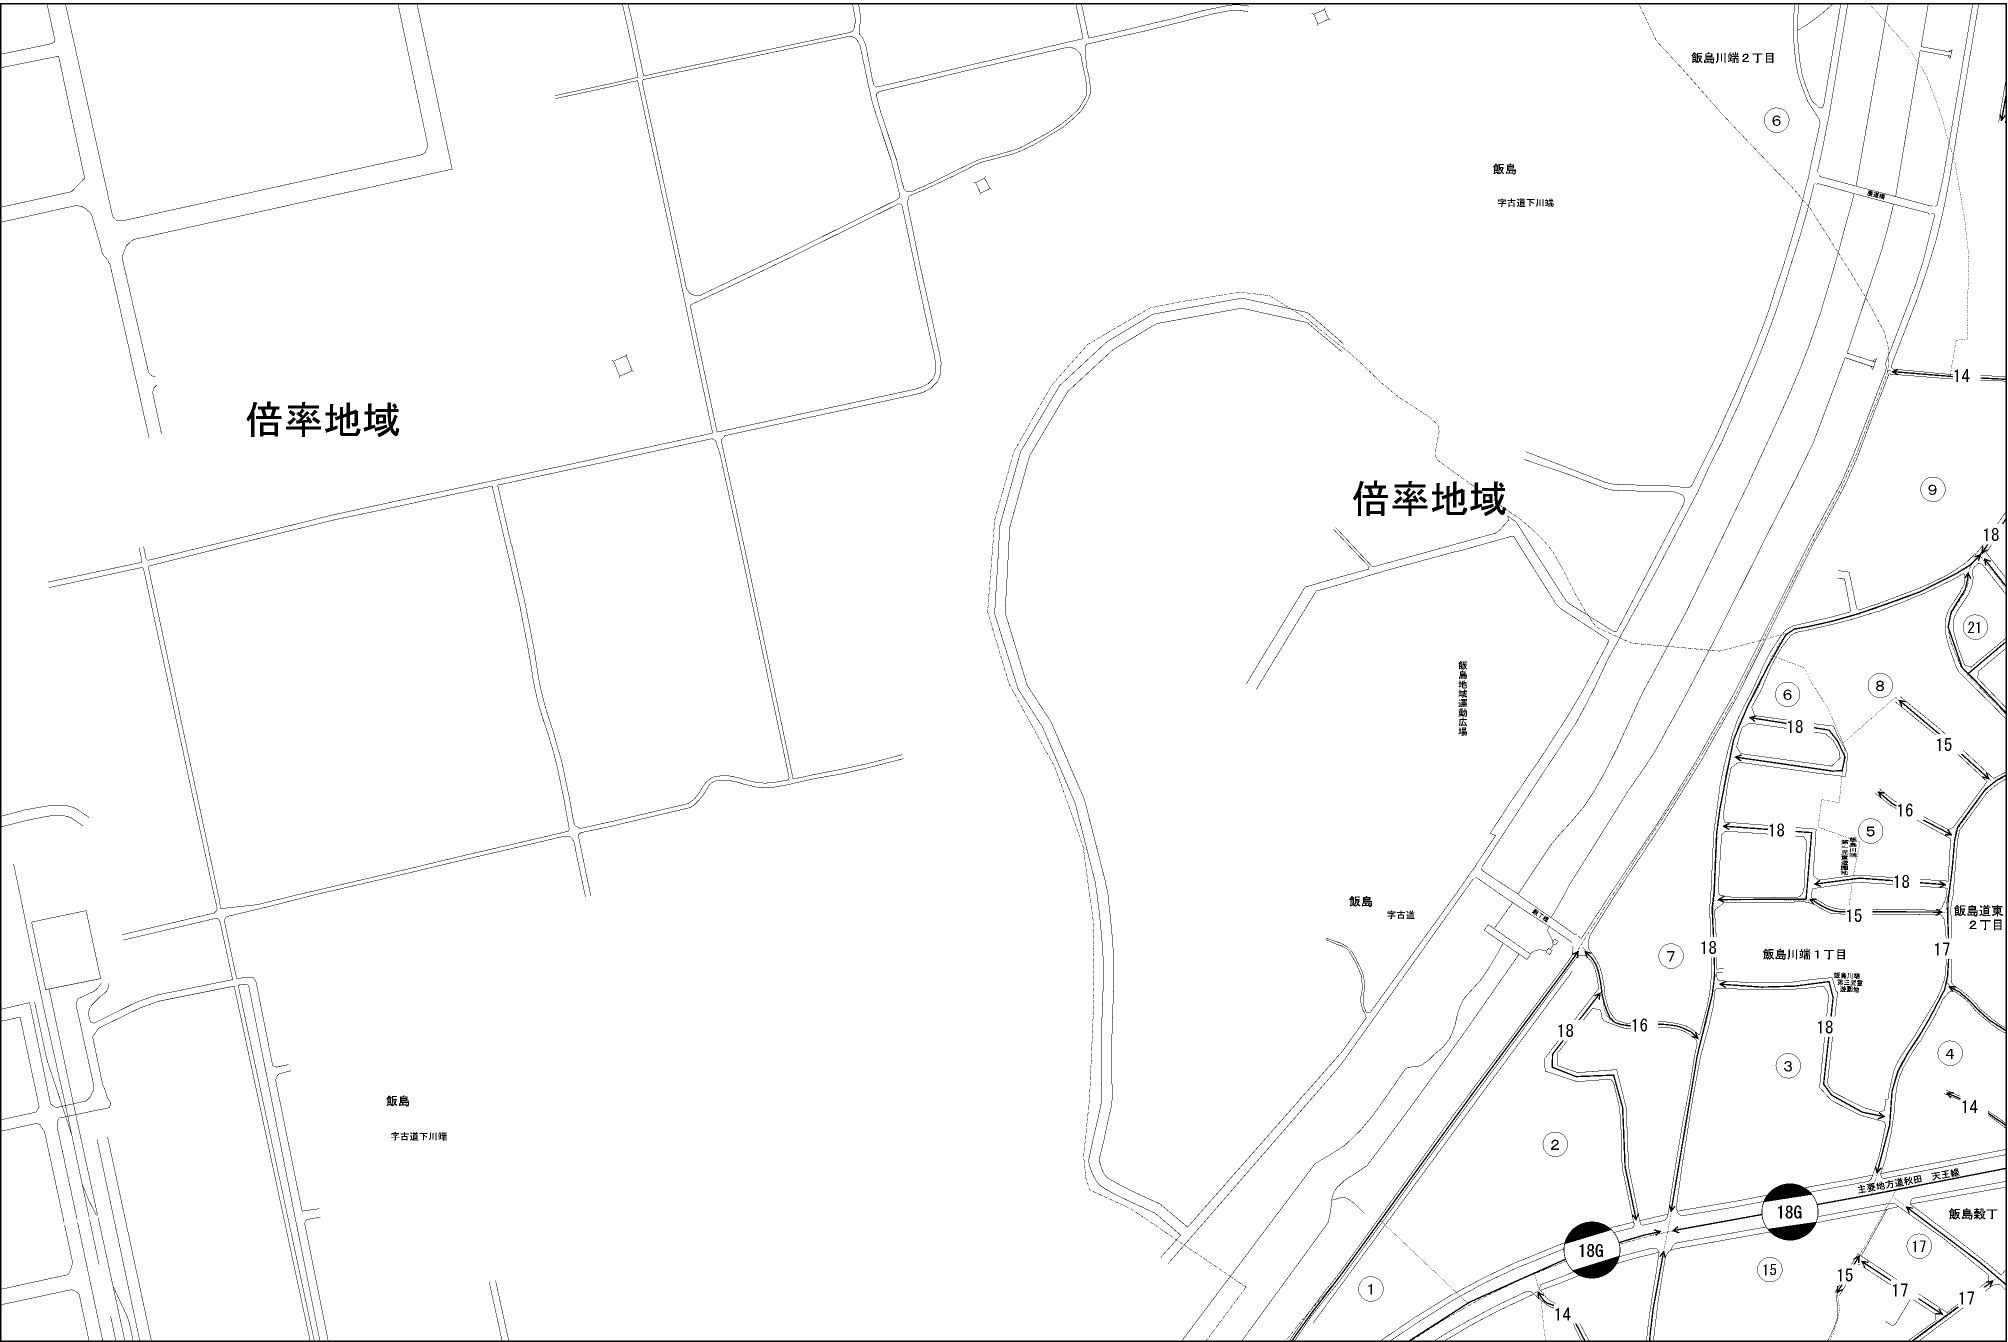 飯島川端２丁目
6
飯島
字古道下川端
14
倍率地域
倍率地域
9
18
21
飯島地域運動広場
6
8
18
15
16
18
5
18
15
飯島
字古道
飯島道東
２丁目
17
18
7
飯島川端１丁目
18
16
18
4
3
14
飯島
字古道下川端
2
主要地方道秋田　天王線
18G
飯島穀丁
18G
17
15
15
1
17
17
14